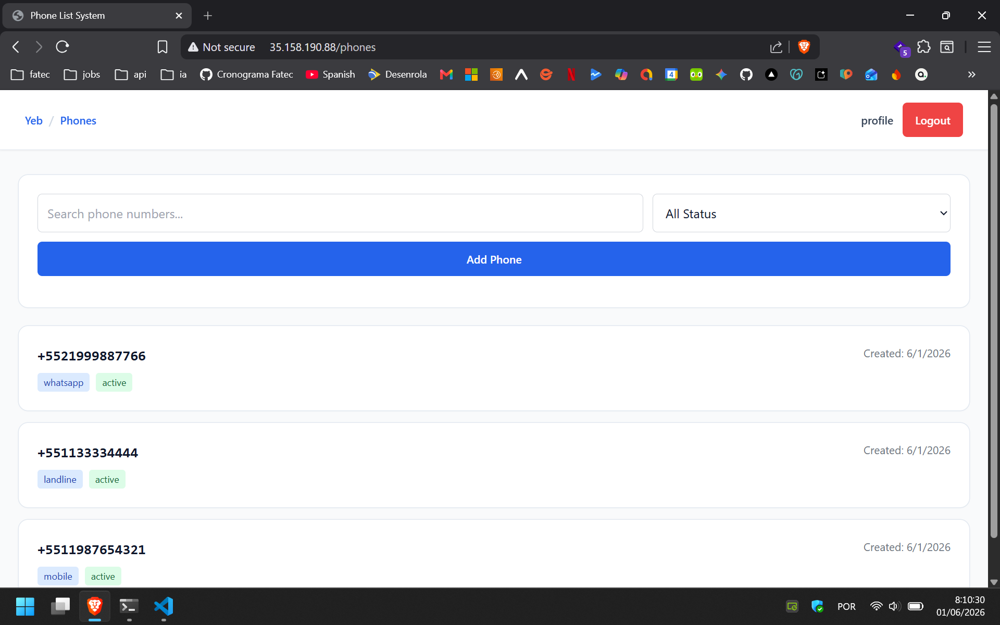 Phone List System
Not secure 35.158.190.88/phones
5
fatec jobs api ia Cronograma Fatec Spanish Desenrola 4 a.
Yeb / Phones profile Logout
Search phone numbers... All Status
Add Phone
+5521999887766 Created: 6/1/2026
whatsapp active
+551133334444 Created: 6/1/2026
landline active
+5511987654321 Created: 6/1/2026
mobile active
POR 8:10:30
01/06/2026